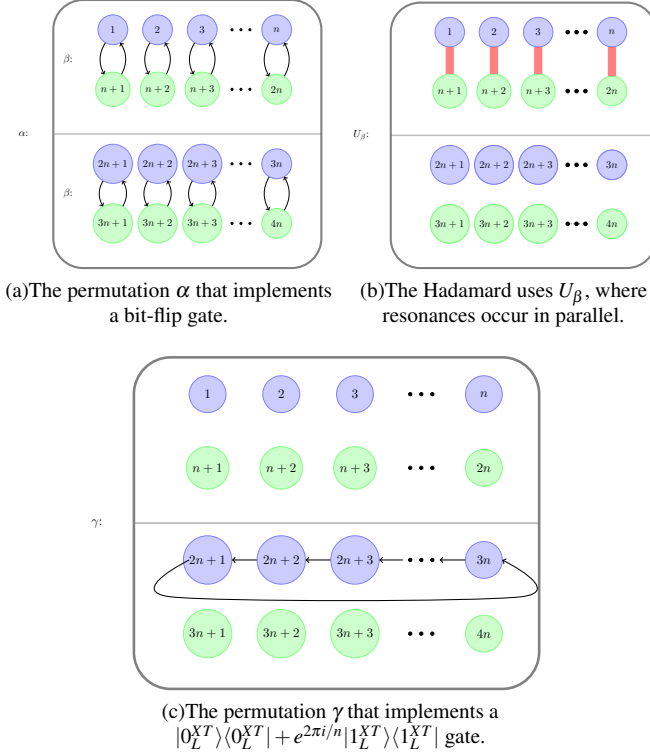 1 2 3 ••• n
β:
n+1 n+2 n+3 ••• 2n
α:
2n+1 2n+2 2n+3 ••• 3n
β:
3n+1 3n+2 3n+3 ••• 4n
(a)The permutation α that implements
a bit-flip gate.
1 2 3 ••• n
n+1 n+2 n+3 ••• 2n
U_β:
2n+1 2n+2 2n+3 ••• 3n
3n+1 3n+2 3n+3 ••• 4n
(b)The Hadamard uses U_β, where
resonances occur in parallel.
1 2 3 ••• n
n+1 n+2 n+3 ••• 2n
γ:
2n+1 2n+2 2n+3 ••• 3n
3n+1 3n+2 3n+3 ••• 4n
(c)The permutation γ that implements a
|0_L^{XT}⟩⟨0_L^{XT}| + e^{2πi/n}|1_L^{XT}⟩⟨1_L^{XT}| gate.